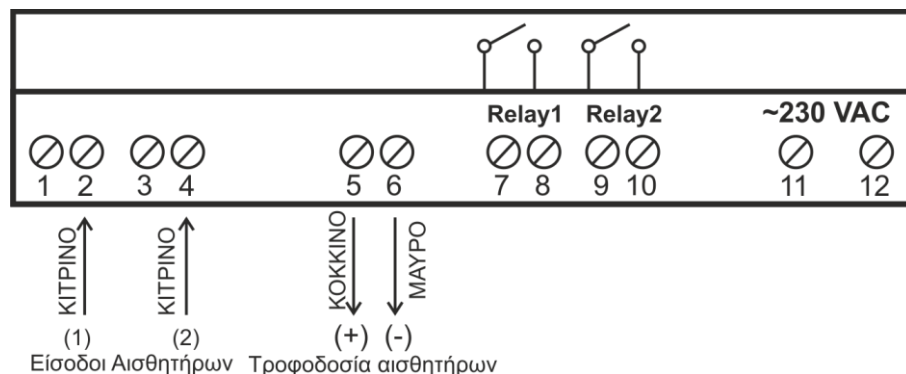 Relay1 Relay2 ~230 VAC
1 2 3 4 5 6 7 8 9 10 11 12
ΚΙΤΡΙΝΟ ΚΙΤΡΙΝΟ ΚΟΚΚΙΝΟ ΜΑΥΡΟ
(1) (2) (+) (-)
Είσοδοι Αισθητήρων Τροφοδοσία αισθητήρων